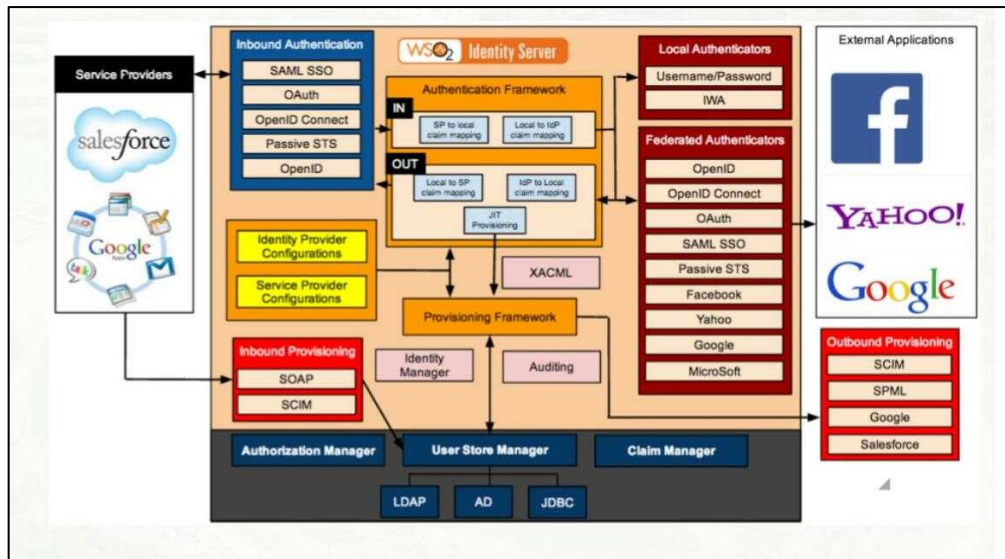 WSO2 Identity Server
Service Providers
salesforce
Google
Apps
talk
Inbound Authentication
SAML SSO
OAuth
OpenID Connect
Passive STS
OpenID
Authentication Framework
IN
SP to local
claim mapping
Local to IdP
claim mapping
OUT
Local to SP
claim mapping
IdP to Local
claim mapping
JIT
Provisioning
Local Authenticators
Username/Password
IWA
Federated Authenticators
OpenID
OpenID Connect
OAuth
SAML SSO
Passive STS
Facebook
Yahoo
Google
MicroSoft
External Applications
f
YAHOO!
Google
Identity Provider
Configurations
Service Provider
Configurations
XACML
Provisioning Framework
Identity
Manager
Auditing
Inbound Provisioning
SOAP
SCIM
Outbound Provisioning
SCIM
SPML
Google
Salesforce
Authorization Manager
User Store Manager
Claim Manager
LDAP
AD
JDBC